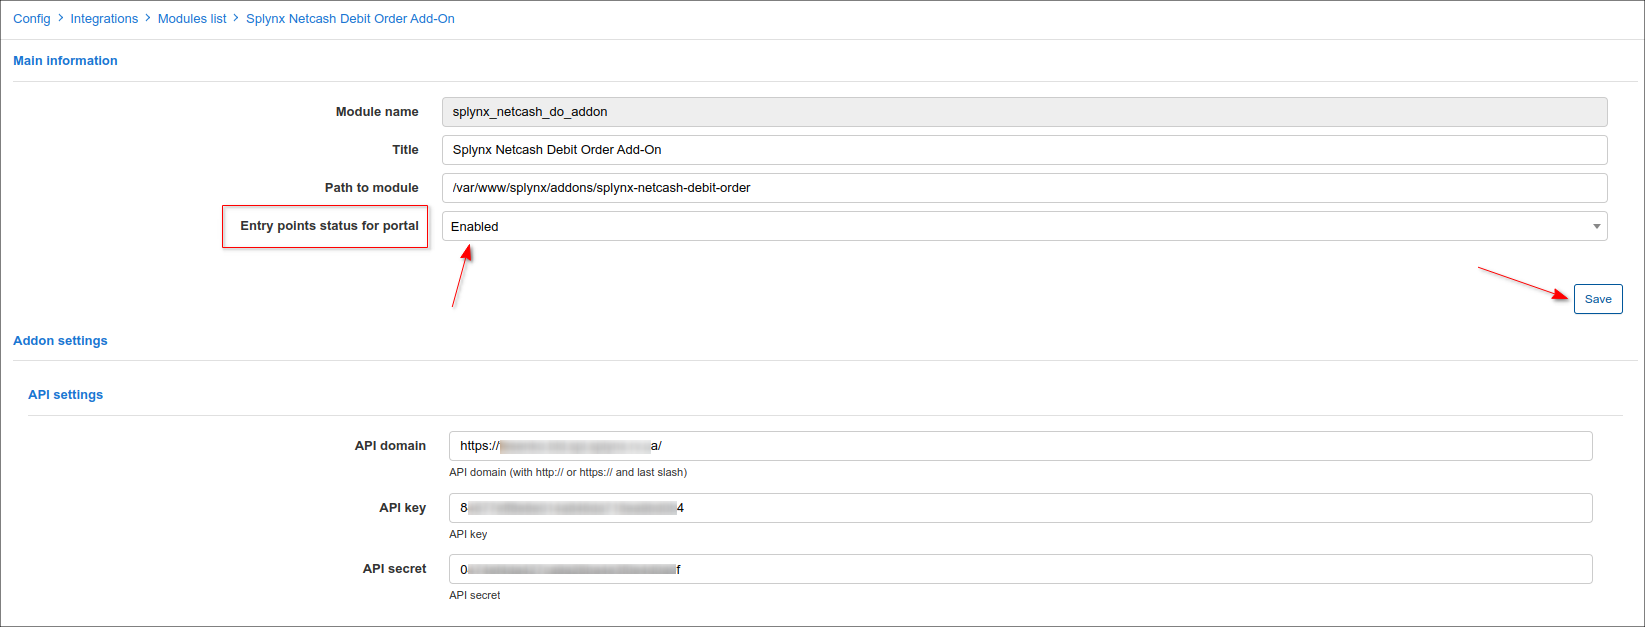 Config > Integrations > Modules list > Splynx Netcash Debit Order Add-On
Main information
Module name splynx_netcash_do_addon
Title Splynx Netcash Debit Order Add-On
Path to module /var/www/splynx/addons/splynx-netcash-debit-order
Entry points status for portal Enabled
Save
Addon settings
API settings
API domain https:// a/
API domain (with http:// or https:// and last slash)
API key 8 4
API key
API secret 0 f
API secret